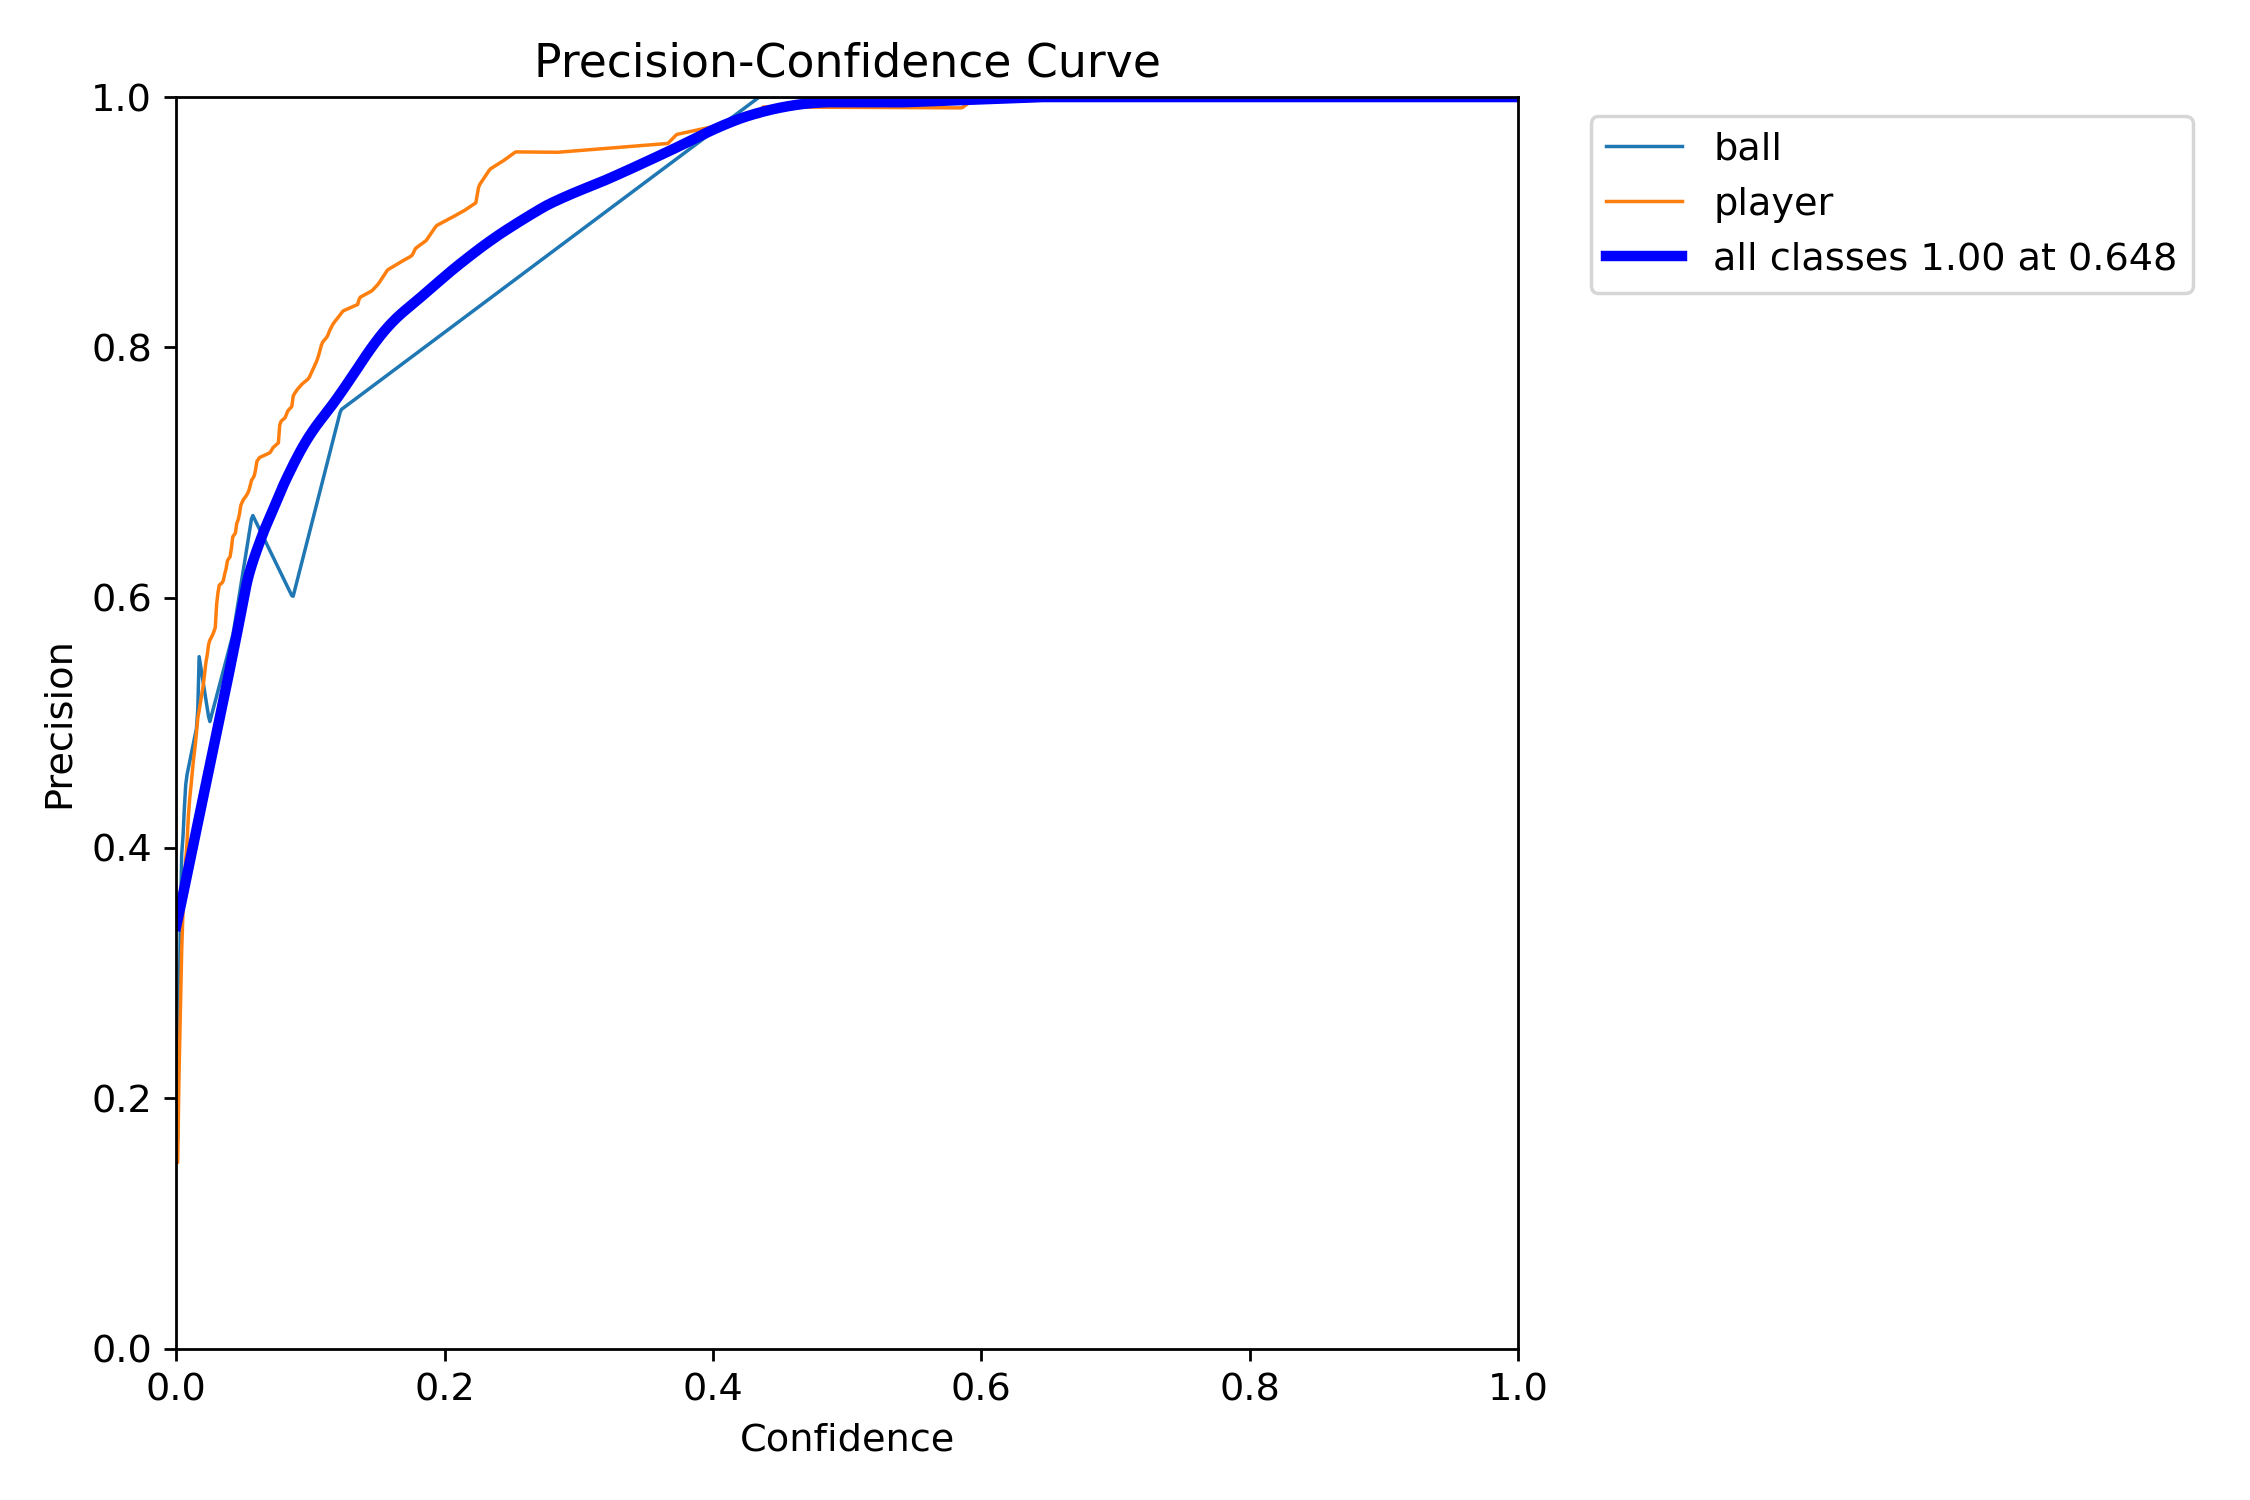 Precision-Confidence Curve
1.0
0.8
0.6
0.4
0.2
0.0
Precision
0.0 0.2 0.4 0.6 0.8 1.0
Confidence
ball
player
all classes 1.00 at 0.648